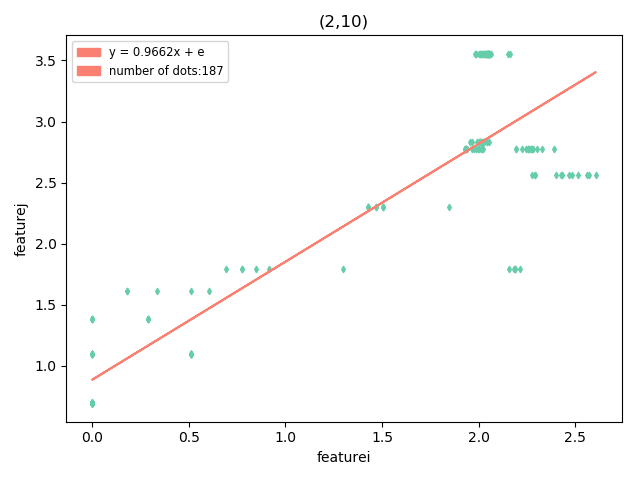 (2,10)
y = 0.9662x + e
number of dots:187
3.5
3.0
2.5
2.0
1.5
1.0
featurej
0.0 0.5 1.0 1.5 2.0 2.5
featurei